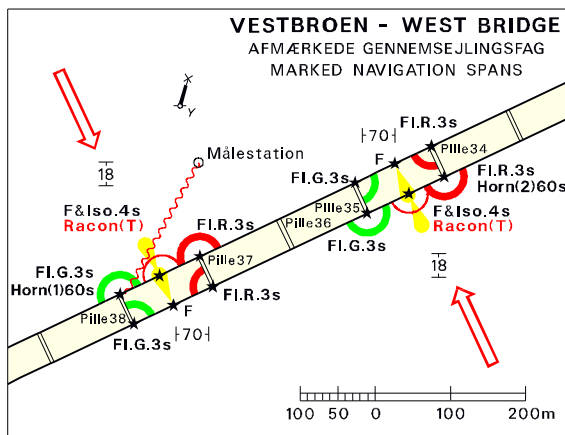 VESTBROEN - WEST BRIDGE
AFMÆRKEDE GENNEMSEJLINGSFAG
MARKED NAVIGATION SPANS
X
Y
Målestation
18
70
F
Fl.R.3s
Pille34
Fl.R.3s
Horn(2)60s
Fl.G.3s
Pille35
Pille36
F&Iso.4s
Racon(T)
Fl.G.3s
18
F&Iso.4s
Racon(T)
Fl.R.3s
Pille37
Fl.G.3s
Horn(1)60s
Fl.R.3s
Pille38
F
Fl.G.3s
70
100 50 0 100 200m